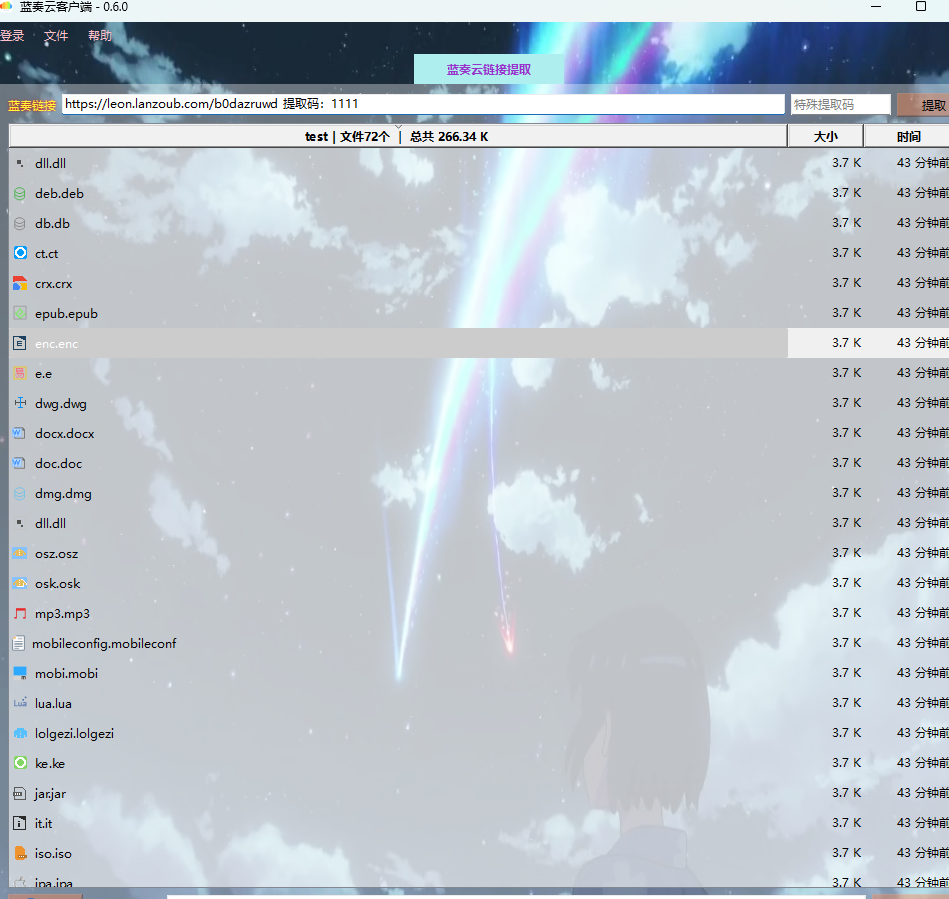 蓝奏云客户端 - 0.6.0
登录 文件 帮助
蓝奏云链接提取
蓝奏链接 https://leon.lanzoub.com/b0dazruwd 提取码：1111 特殊提取码 提取
test | 文件72个 | 总共 266.34 K 大小 时间
dll.dll 3.7 K 43 分钟前
deb.deb 3.7 K 43 分钟前
db.db 3.7 K 43 分钟前
ct.ct 3.7 K 43 分钟前
crx.crx 3.7 K 43 分钟前
epub.epub 3.7 K 43 分钟前
enc.enc 3.7 K 43 分钟前
e.e 3.7 K 43 分钟前
dwg.dwg 3.7 K 43 分钟前
docx.docx 3.7 K 43 分钟前
doc.doc 3.7 K 43 分钟前
dmg.dmg 3.7 K 43 分钟前
dll.dll 3.7 K 43 分钟前
osz.osz 3.7 K 43 分钟前
osk.osk 3.7 K 43 分钟前
mp3.mp3 3.7 K 43 分钟前
mobileconfig.mobileconf 3.7 K 43 分钟前
mobi.mobi 3.7 K 43 分钟前
lua.lua 3.7 K 43 分钟前
lolgezi.lolgezi 3.7 K 43 分钟前
ke.ke 3.7 K 43 分钟前
jar.jar 3.7 K 43 分钟前
it.it 3.7 K 43 分钟前
iso.iso 3.7 K 43 分钟前
ipa.ipa 3.7 K 43 分钟前